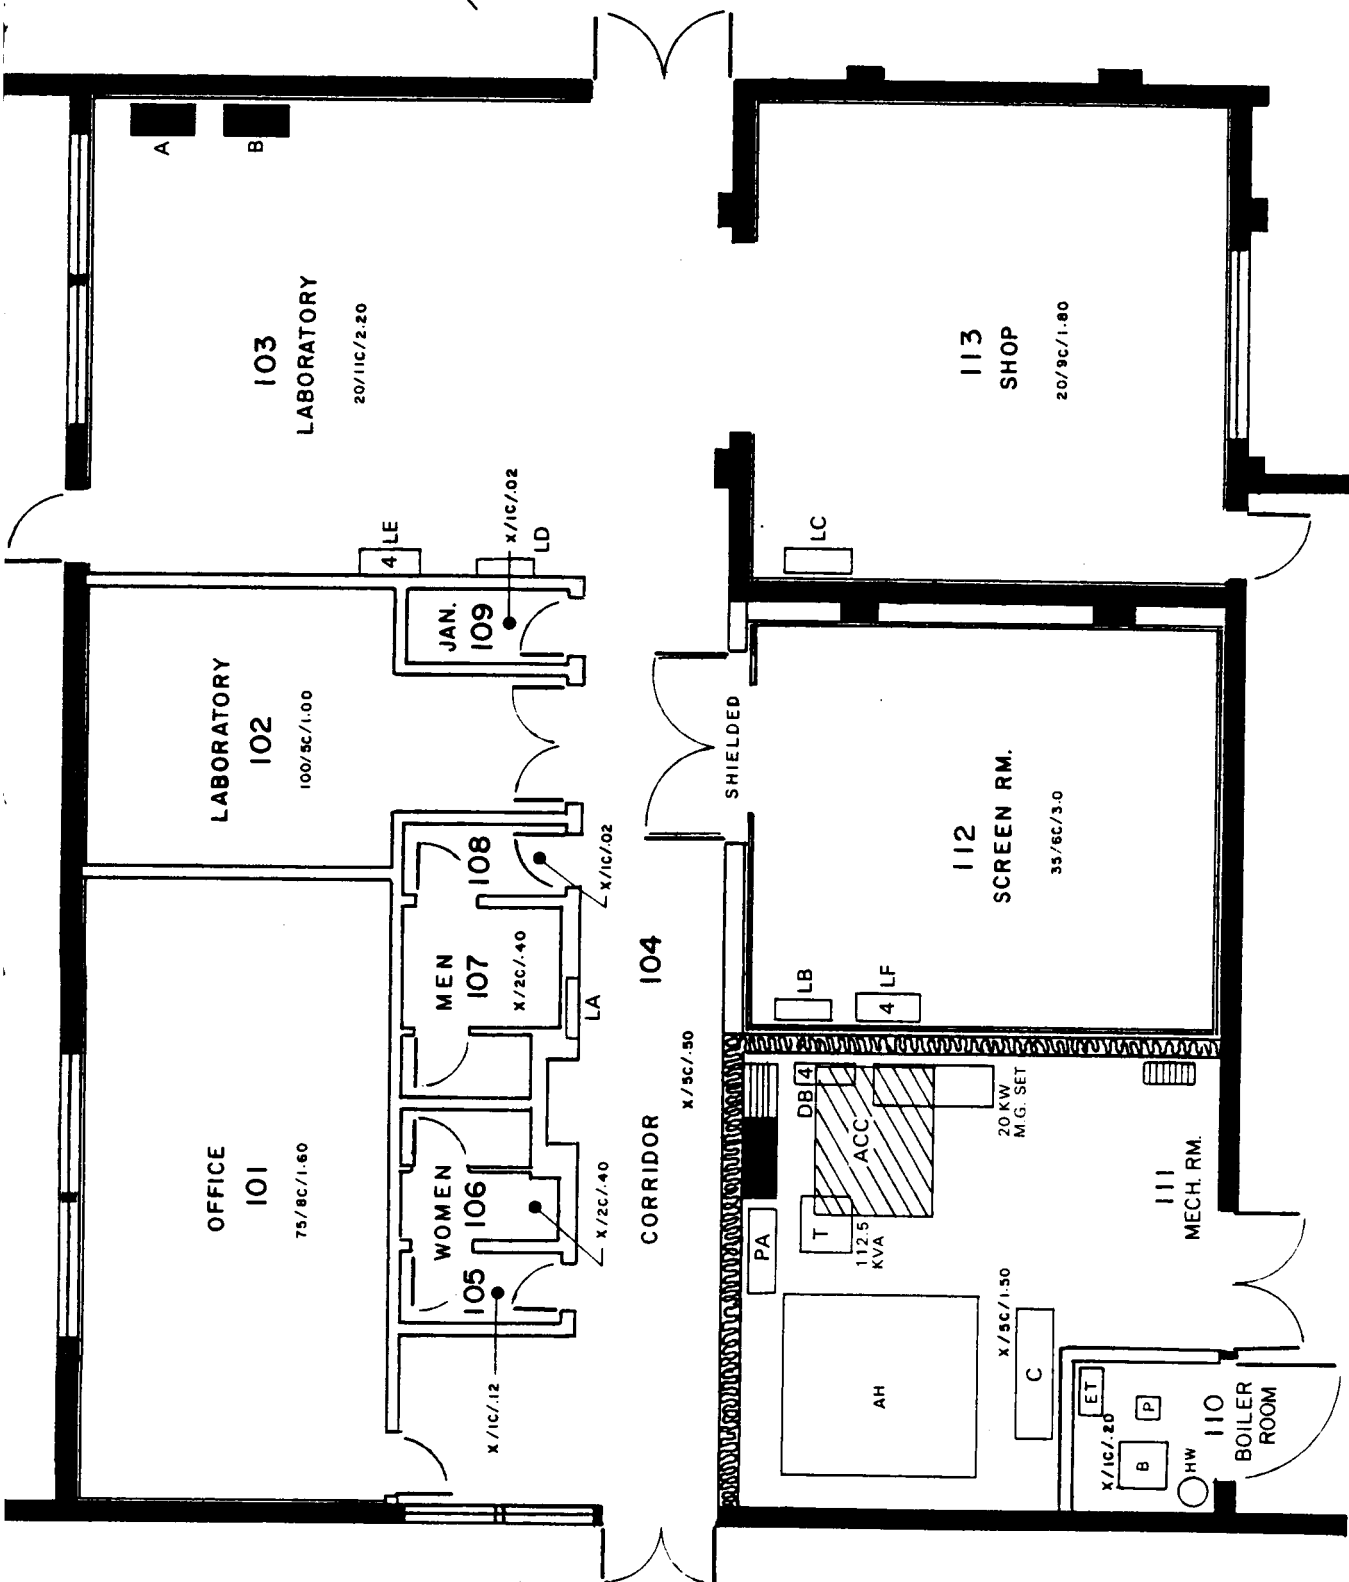 A
B
103
LABORATORY
20/11C/2.20
4
LE
LD
X/1C/.02
JAN.
109
LABORATORY
102
100/5C/1.00
108
X/1C/.02
MEN
107
X/2C/.40
LA
OFFICE
101
75/8C/1.60
WOMEN
106
X/2C/.40
105
X/1C/.12
104
CORRIDOR
X/5C/.50
113
SHOP
20/9C/1.80
LC
SHIELDED
112
SCREEN RM.
35/6C/3.0
LB
4
LF
DB
4
ACC
20 KW
M.G. SET
PA
T
112.5
KVA
111
MECH. RM.
X/5C/1.50
AH
C
ET
X/1C/.20
P
B
HW
110
BOILER
ROOM